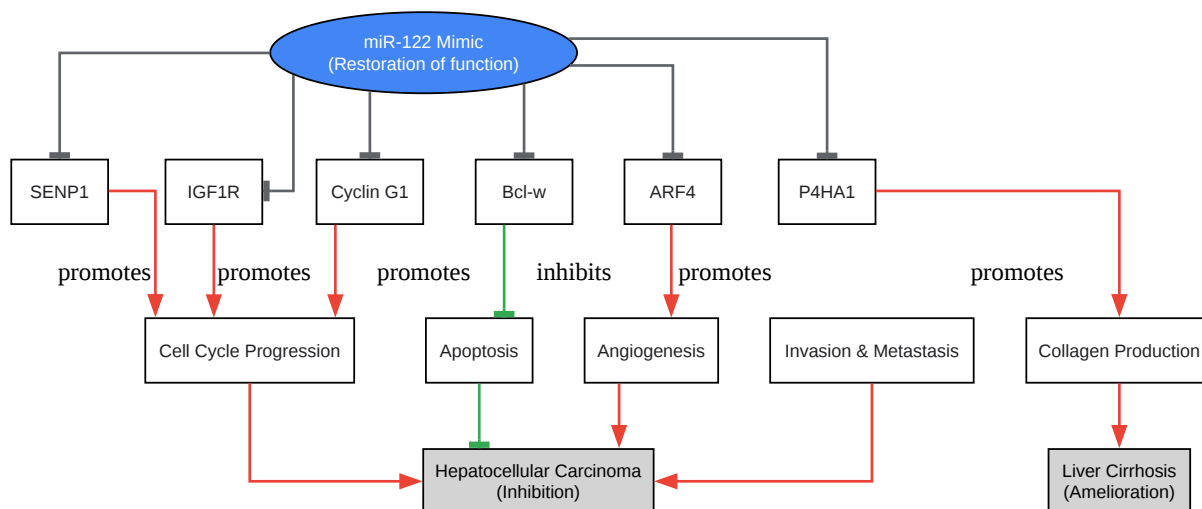 miR-122 Mimic
(Restoration of function)
SENP1
IGF1R
Cyclin G1
Bcl-w
ARF4
P4HA1
promotes
promotes
promotes
inhibits
promotes
promotes
Cell Cycle Progression
Apoptosis
Angiogenesis
Invasion & Metastasis
Collagen Production
Hepatocellular Carcinoma
(Inhibition)
Liver Cirrhosis
(Amelioration)